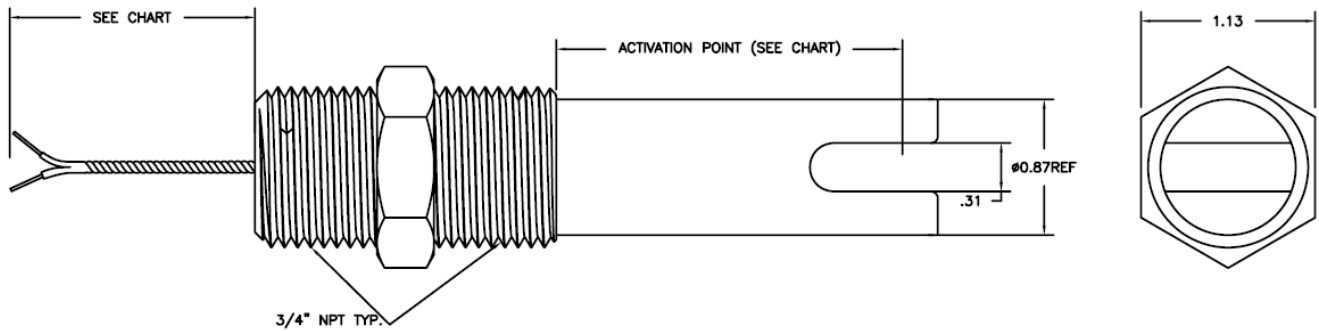 SEE CHART
ACTIVATION POINT (SEE CHART)
1.13
ø0.87REF
.31
3/4" NPT TYP.